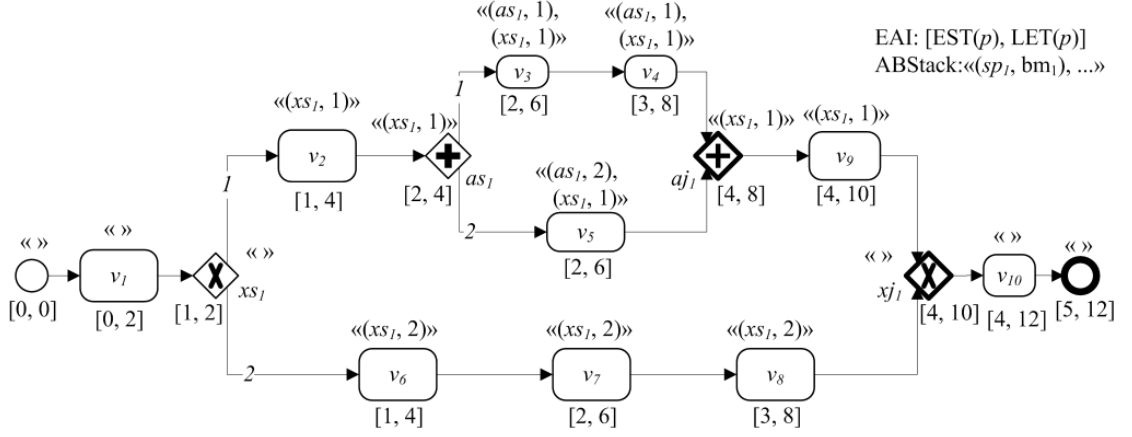 «(as₁, 1),
(xs₁, 1)»
«(as₁, 1),
(xs₁, 1)»
EAI: [EST(p), LET(p)]
ABStack:«(sp₁, bm₁), ...»
1
v₃
v₄
[2, 6]
[3, 8]
«(xs₁, 1)»
«(xs₁, 1)»
«(xs₁, 1)»
«(xs₁, 1)»
v₂
v₉
1
[1, 4]
[2, 4]
as₁
«(as₁, 2),
(xs₁, 1)»
aj₁
[4, 8]
[4, 10]
2
v₅
[2, 6]
« »
« »
« »
« »
« »
« »
v₁
xs₁
xj₁
v₁₀
[0, 0]
[0, 2]
[1, 2]
[4, 10]
[4, 12]
[5, 12]
«(xs₁, 2)»
«(xs₁, 2)»
«(xs₁, 2)»
2
v₆
v₇
v₈
[1, 4]
[2, 6]
[3, 8]